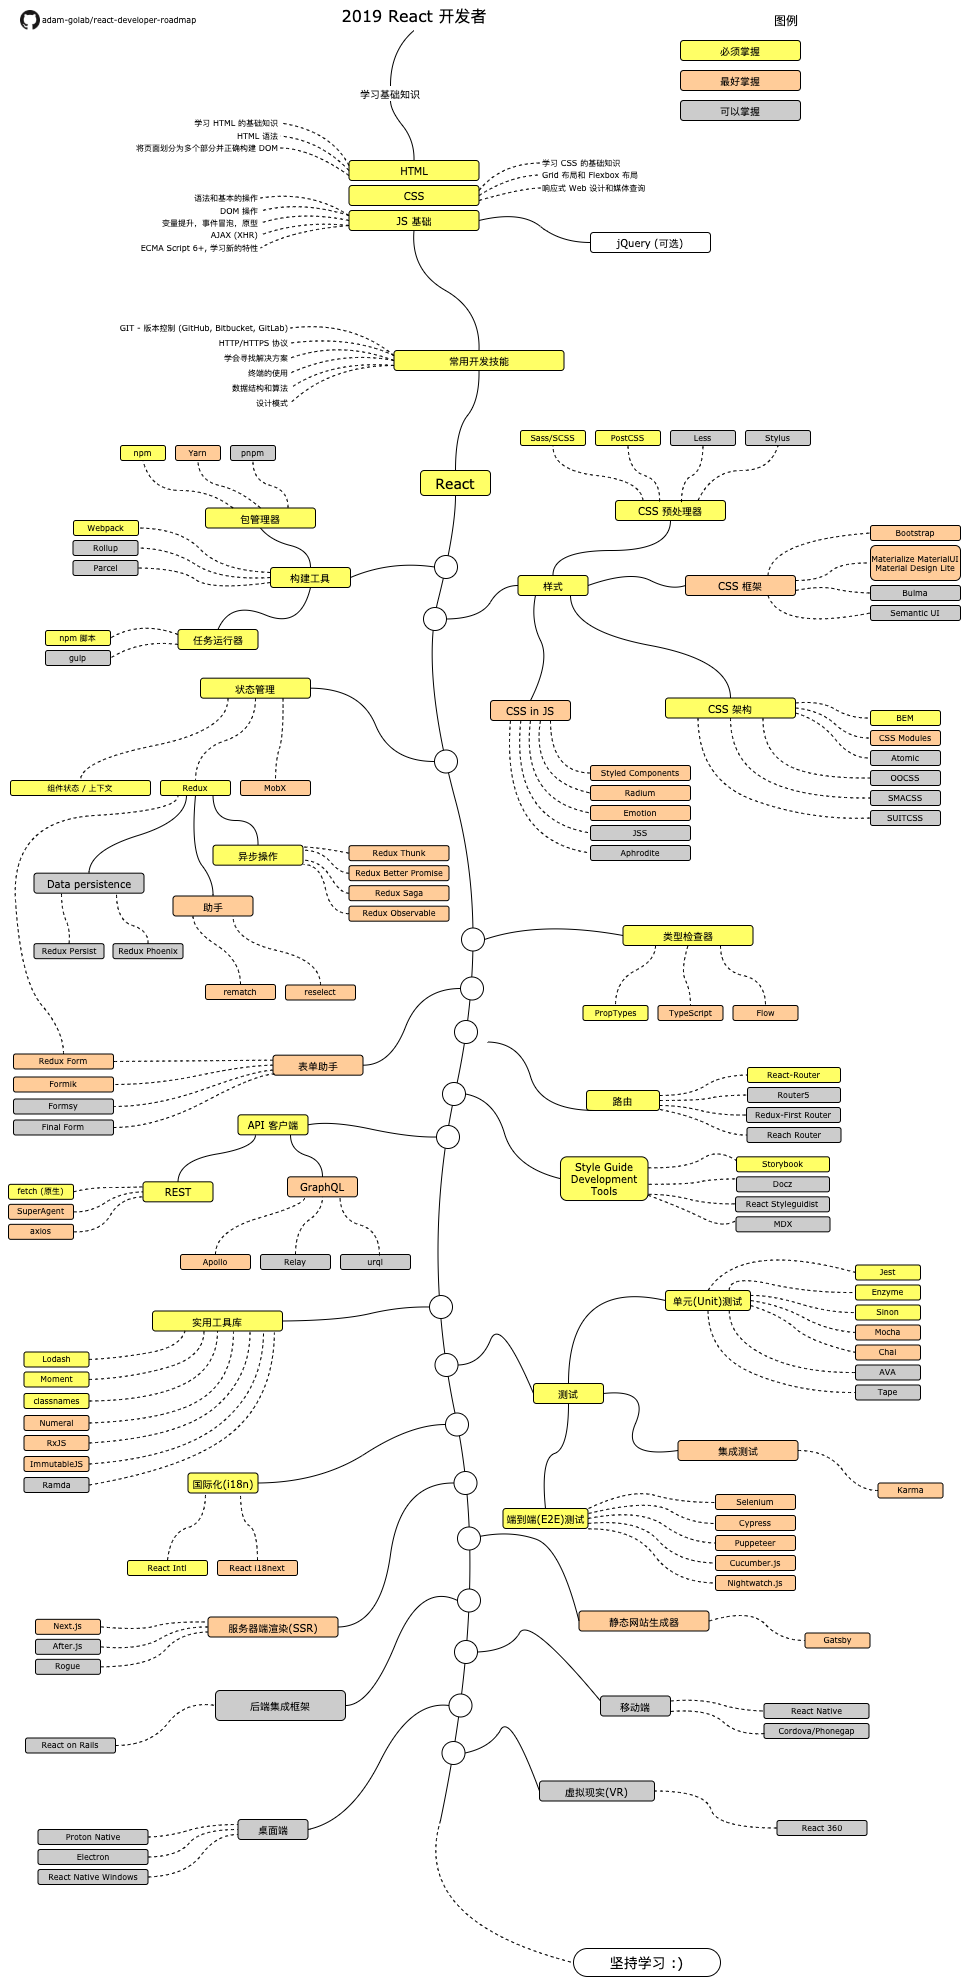 adam-golab/react-developer-roadmap
2019 React 开发者
图例
必须掌握
最好掌握
可以掌握
学习基础知识
学习 HTML 的基础知识
HTML 语法
将页面划分为多个部分并正确构建 DOM
HTML
CSS
JS 基础
学习 CSS 的基础知识
Grid 布局和 Flexbox 布局
响应式 Web 设计和媒体查询
语法和基本的操作
DOM 操作
变量提升，事件冒泡，原型
AJAX (XHR)
ECMA Script 6+, 学习新的特性
jQuery (可选)
GIT - 版本控制 (GitHub, Bitbucket, GitLab)
HTTP/HTTPS 协议
学会寻找解决方案
终端的使用
数据结构和算法
设计模式
常用开发技能
React
npm
Yarn
pnpm
包管理器
Webpack
Rollup
Parcel
构建工具
npm 脚本
gulp
任务运行器
Sass/SCSS
PostCSS
Less
Stylus
CSS 预处理器
样式
CSS 框架
Bootstrap
Materialize MaterialUI
Material Design Lite
Bulma
Semantic UI
CSS in JS
Styled Components
Radium
Emotion
JSS
Aphrodite
CSS 架构
BEM
CSS Modules
Atomic
OOCSS
SMACSS
SUITCSS
状态管理
组件状态 / 上下文
Redux
MobX
异步操作
Redux Thunk
Redux Better Promise
Redux Saga
Redux Observable
Data persistence
助手
Redux Persist
Redux Phoenix
rematch
reselect
类型检查器
PropTypes
TypeScript
Flow
表单助手
Redux Form
Formik
Formsy
Final Form
路由
React-Router
Router5
Redux-First Router
Reach Router
API 客户端
REST
GraphQL
fetch (原生)
SuperAgent
axios
Apollo
Relay
urql
Style Guide
Development
Tools
Storybook
Docz
React Styleguidist
MDX
实用工具库
Lodash
Moment
classnames
Numeral
RxJS
ImmutableJS
Ramda
单元(Unit)测试
Jest
Enzyme
Sinon
Mocha
Chai
AVA
Tape
测试
集成测试
Karma
端到端(E2E)测试
Selenium
Cypress
Puppeteer
Cucumber.js
Nightwatch.js
国际化(i18n)
React Intl
React i18next
服务器端渲染(SSR)
Next.js
After.js
Rogue
静态网站生成器
Gatsby
后端集成框架
React on Rails
移动端
React Native
Cordova/Phonegap
虚拟现实(VR)
React 360
桌面端
Proton Native
Electron
React Native Windows
坚持学习 :)